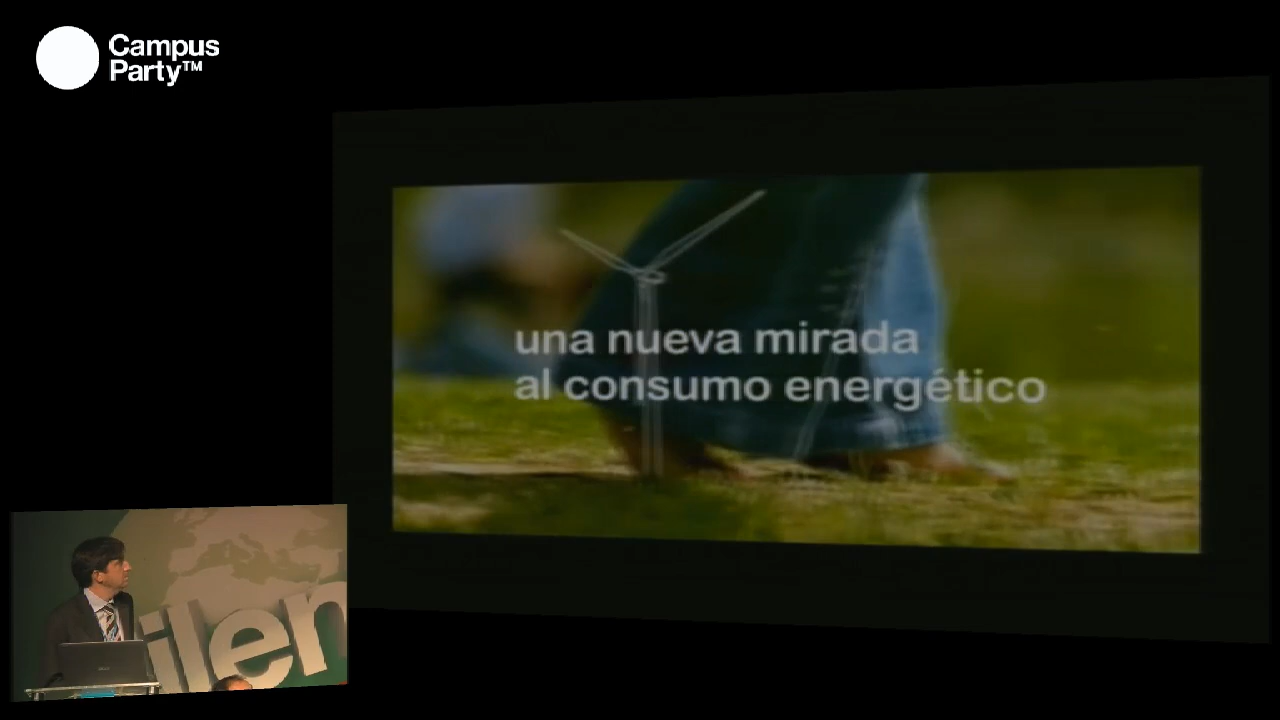 Campus
Party™
una nueva mirada
al consumo energético
ilen